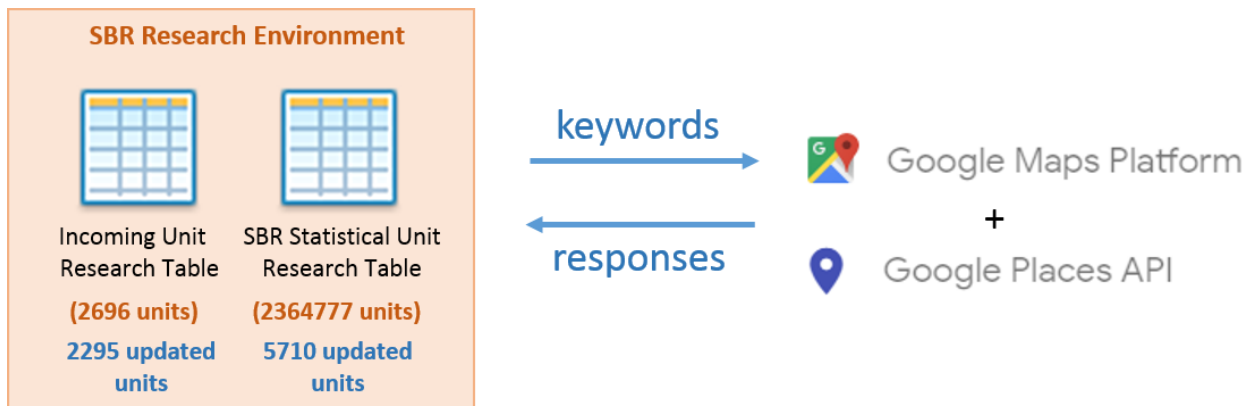 SBR Research Environment
Incoming Unit
Research Table
(2696 units)
2295 updated
units
SBR Statistical Unit
Research Table
(2364777 units)
5710 updated
units
keywords
responses
G
Google Maps Platform
+
Google Places API